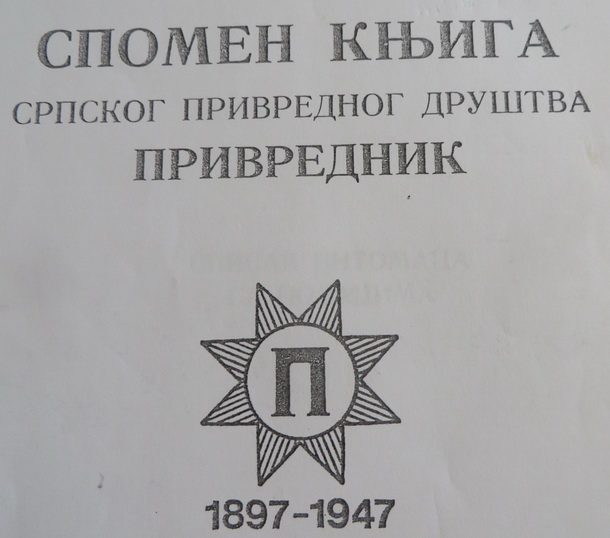 СПОМЕН КЊИГА
СРПСКОГ ПРИВРЕДНОГ ДРУШТВА
ПРИВРЕДНИК
П
1897-1947